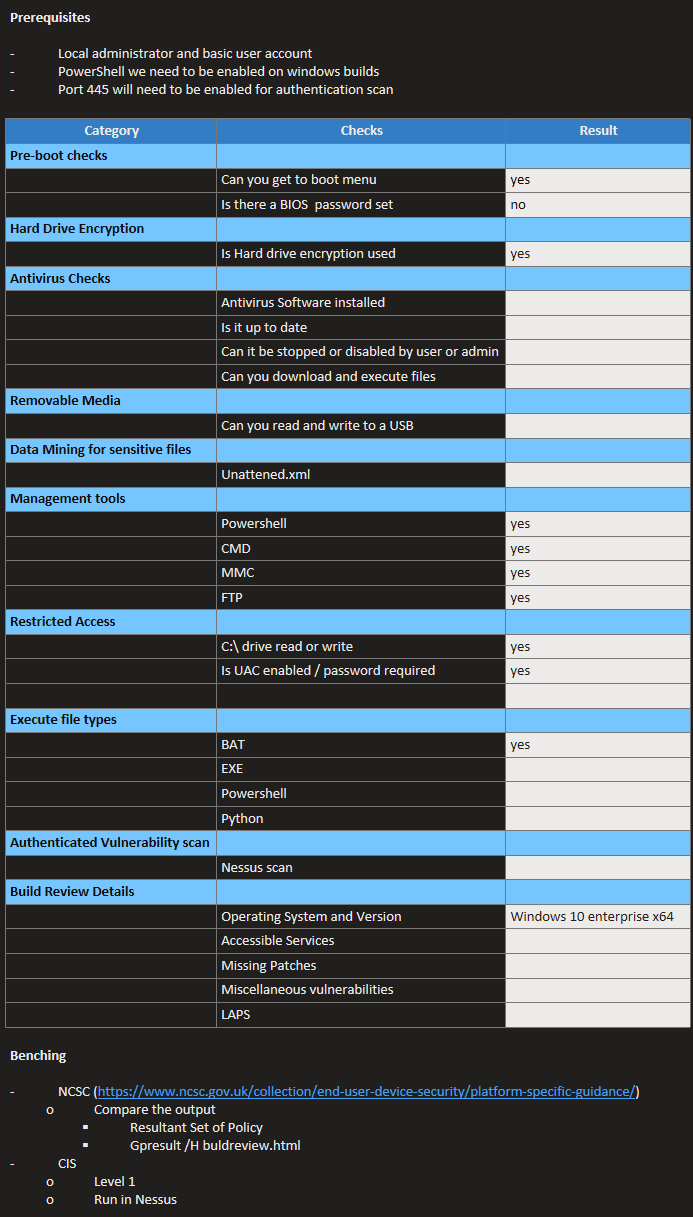 Prerequisites
- Local administrator and basic user account
- PowerShell we need to be enabled on windows builds
- Port 445 will need to be enabled for authentication scan
Category Checks Result
Pre-boot checks
Can you get to boot menu yes
Is there a BIOS password set no
Hard Drive Encryption
Is Hard drive encryption used yes
Antivirus Checks
Antivirus Software installed
Is it up to date
Can it be stopped or disabled by user or admin
Can you download and execute files
Removable Media
Can you read and write to a USB
Data Mining for sensitive files
Unattened.xml
Management tools
Powershell yes
CMD yes
MMC yes
FTP yes
Restricted Access
C:\ drive read or write yes
Is UAC enabled / password required yes
Execute file types
BAT yes
EXE
Powershell
Python
Authenticated Vulnerability scan
Nessus scan
Build Review Details
Operating System and Version Windows 10 enterprise x64
Accessible Services
Missing Patches
Miscellaneous vulnerabilities
LAPS
Benching
- NCSC (https://www.ncsc.gov.uk/collection/end-user-device-security/platform-specific-guidance/)
o Compare the output
▪ Resultant Set of Policy
▪ Gpresult /H buldreview.html
- CIS
o Level 1
o Run in Nessus